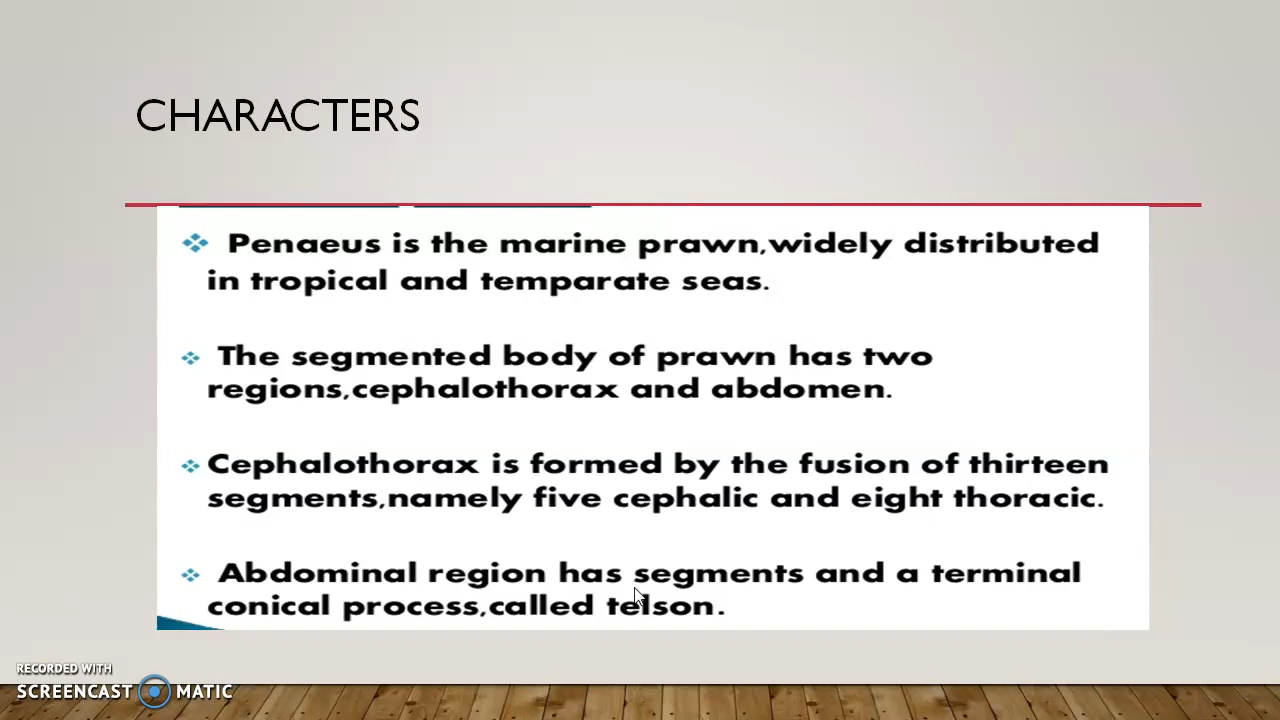 CHARACTERS
Penaeus is the marine prawn,widely distributed
in tropical and temparate seas.
The segmented body of prawn has two
regions,cephalothorax and abdomen.
Cephalothorax is formed by the fusion of thirteen
segments,namely five cephalic and eight thoracic.
Abdominal region has segments and a terminal
conical process,called telson.
RECORDED WITH
SCREENCAST MATIC